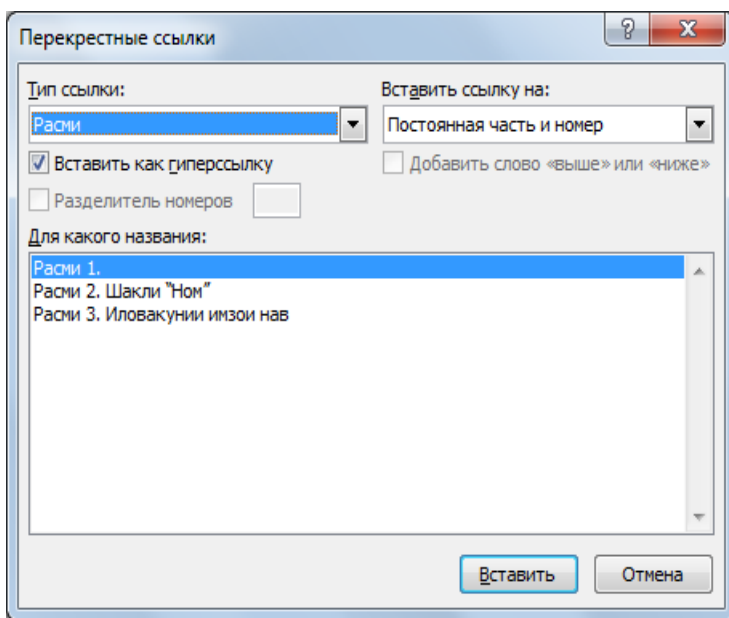 Перекрестные ссылки
Тип ссылки:
Вставить ссылку на:
Расми
Постоянная часть и номер
Вставить как гиперссылку
Добавить слово «выше» или «ниже»
Разделитель номеров
Для какого названия:
Расми 1.
Расми 2. Шакли "Ном"
Расми 3. Иловакунии имзои нав
Вставить
Отмена